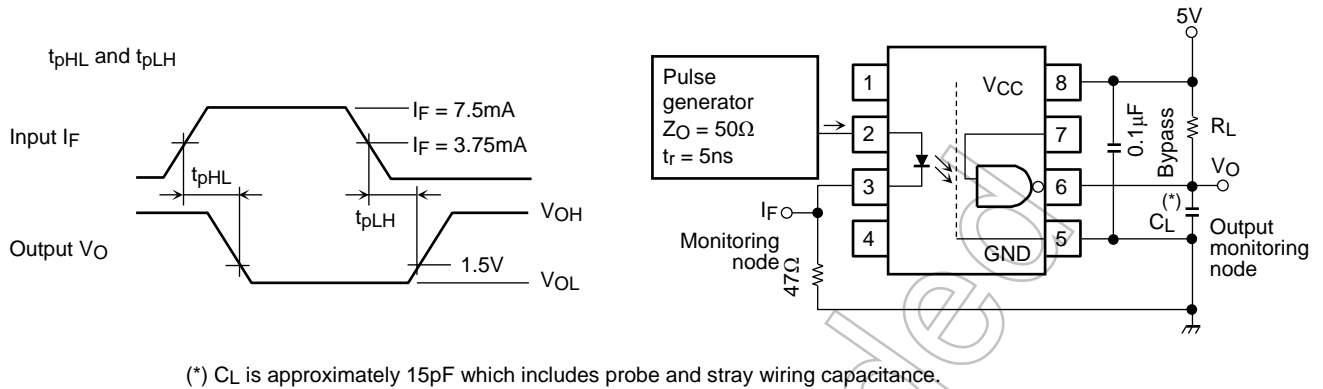 tpHL and tpLH
Input IF
IF = 7.5mA
IF = 3.75mA
tpHL
tpLH
Output VO
VOH
1.5V
VOL
Pulse
generator
ZO = 50Ω
tr = 5ns
IF
Monitoring
node
47Ω
1
2
3
4
VCC
GND
8
7
6
5
5V
0.1μF
Bypass
RL
VO
(*)
CL
Output
monitoring
node
(*) CL is approximately 15pF which includes probe and stray wiring capacitance.